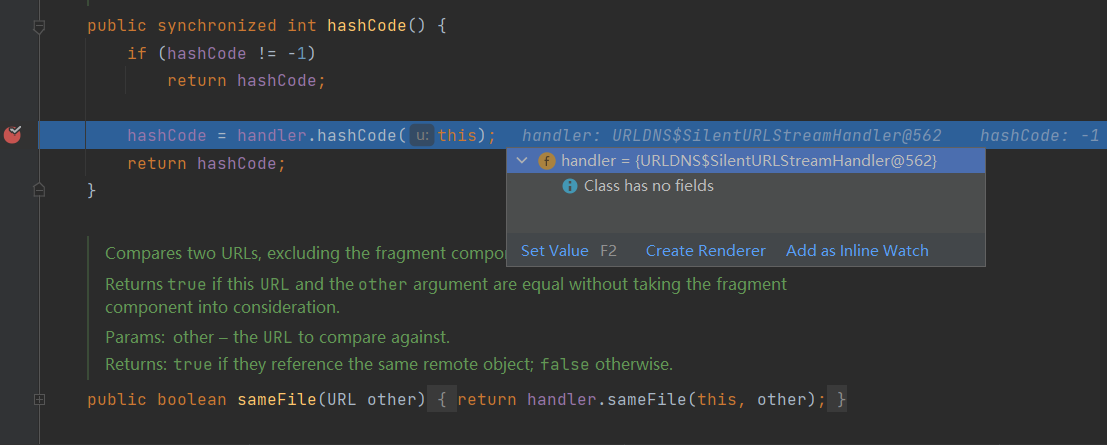 public synchronized int hashCode() {
if (hashCode != -1)
return hashCode;
hashCode = handler.hashCode( u: this); handler: URLDNS$SilentURLStreamHandler@562 hashCode: -1
return hashCode;
f handler = {URLDNS$SilentURLStreamHandler@562}
Class has no fields
}
Set Value F2 Create Renderer Add as Inline Watch
Compares two URLs, excluding the fragment
Returns true if this URL and the other argument are equal without taking the fragment
component into consideration.
Params: other – the URL to compare against.
Returns: true if they reference the same remote object; false otherwise.
public boolean sameFile(URL other) { return handler.sameFile(this, other); }